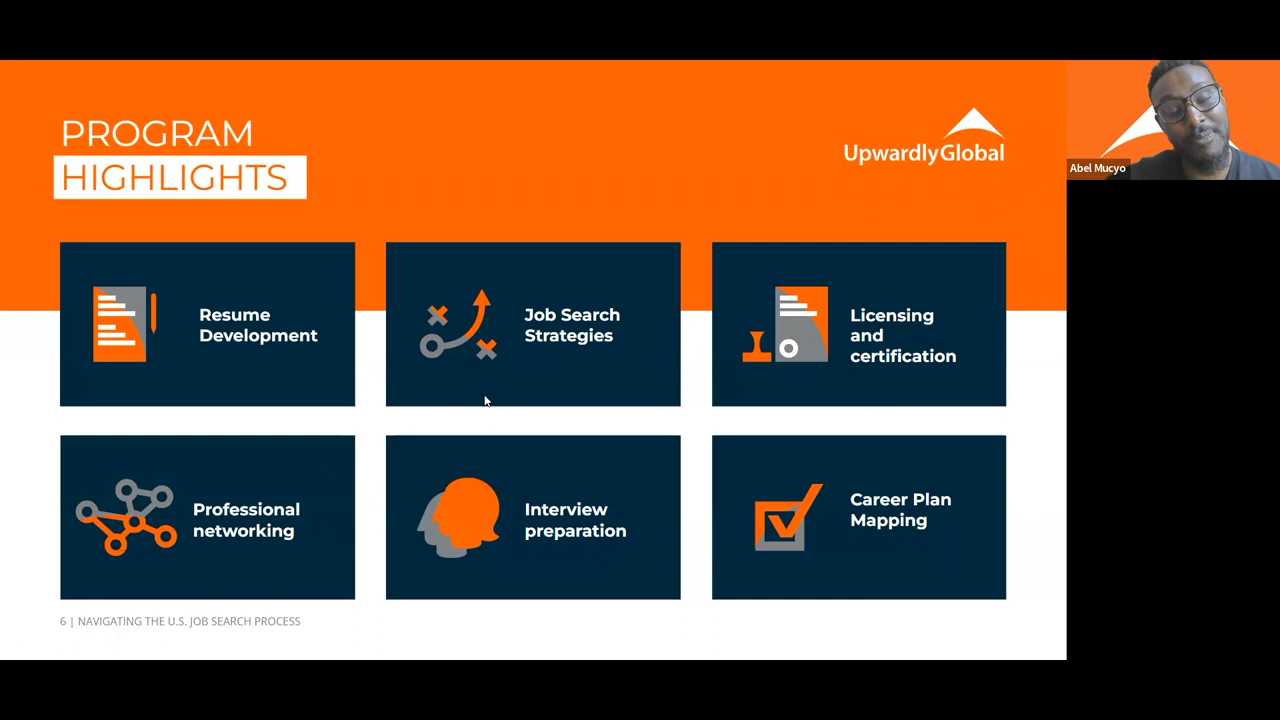 PROGRAM
HIGHLIGHTS
UpwardlyGlobal
Abel Mucyo
Resume
Development
Job Search
Strategies
Licensing
and
certification
Professional
networking
Interview
preparation
Career Plan
Mapping
6 | NAVIGATING THE U.S. JOB SEARCH PROCESS